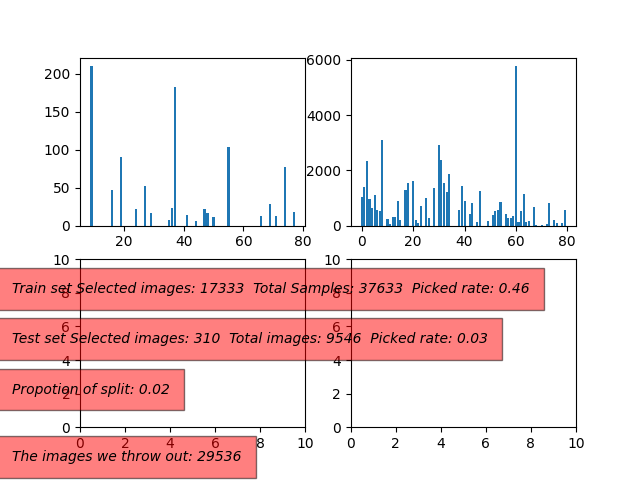 200
150
100
50
0
20 40 60 80
6000
4000
2000
0
0 20 40 60 80
10
8
6
4
2
0
0 2 4 6 8 10
10
8
6
4
2
0
0 2 4 6 8 10
Train set Selected images: 17333 Total Samples: 37633 Picked rate: 0.46
Test set Selected images: 310 Total images: 9546 Picked rate: 0.03
Propotion of split: 0.02
The images we throw out: 29536